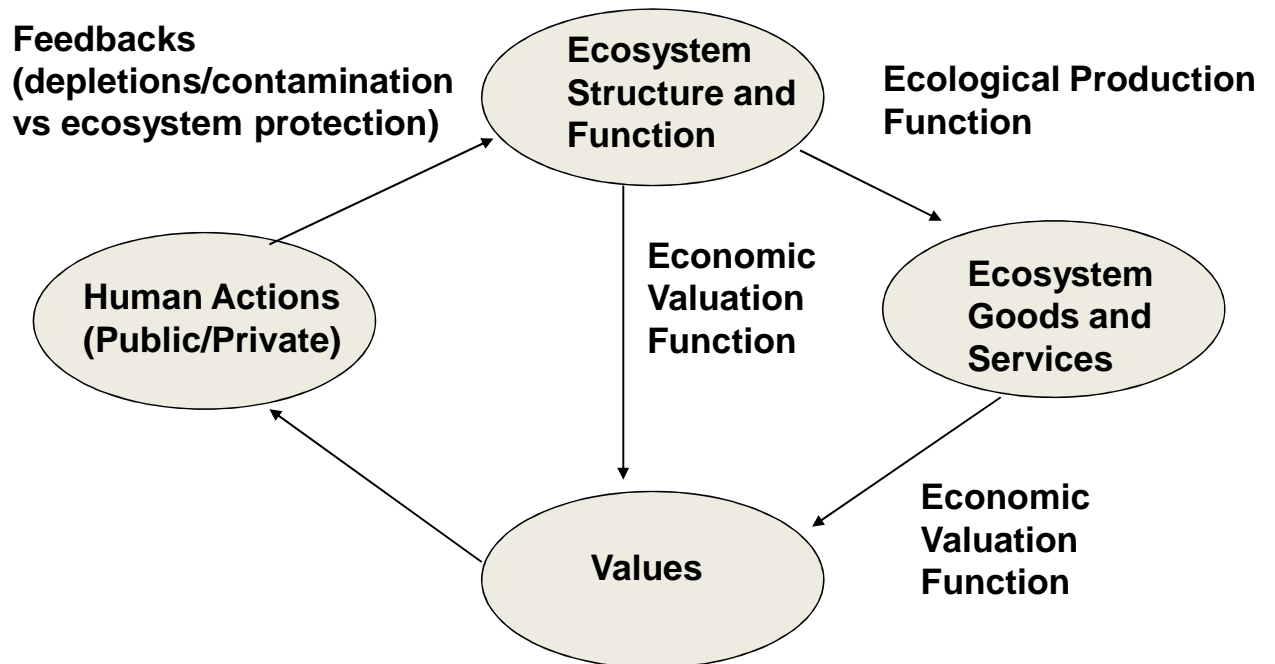 Feedbacks
(depletions/contamination
vs ecosystem protection)
Ecosystem
Structure and
Function
Ecological Production
Function
Human Actions
(Public/Private)
Economic
Valuation
Function
Ecosystem
Goods and
Services
Values
Economic
Valuation
Function